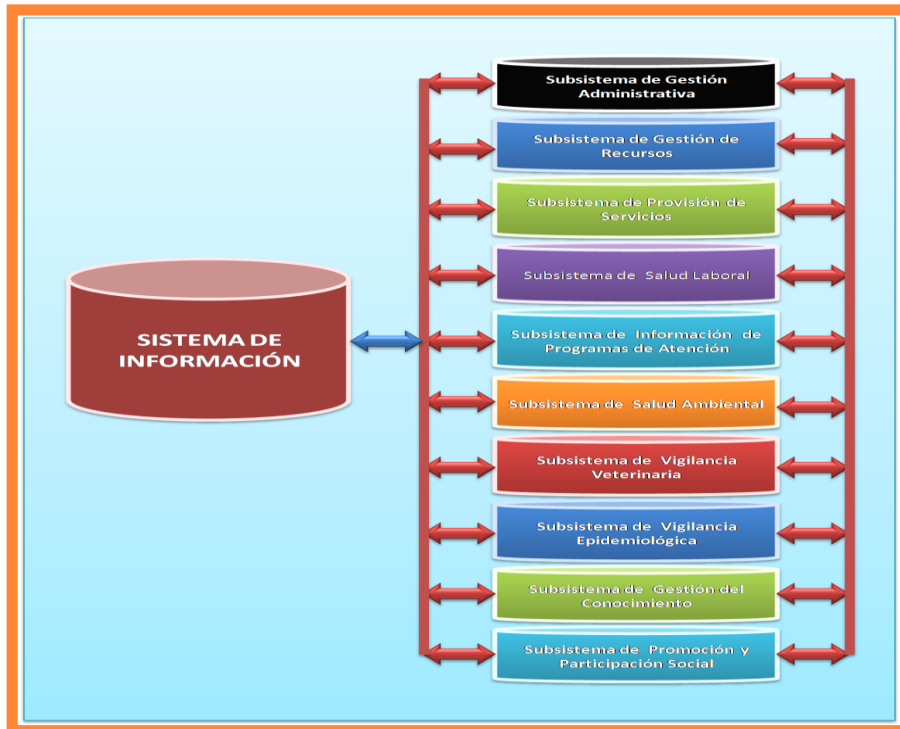 Subsistema de Gestión
Administrativa
Subsistema de Gestión de
Recursos
Subsistema de Provisión de
Servicios
Subsistema de Salud Laboral
SISTEMA DE
INFORMACIÓN
Subsistema de Información de
Programas de Atención
Subsistema de Salud Ambiental
Subsistema de Vigilancia
Veterinaria
Subsistema de Vigilancia
Epidemiológica
Subsistema de Gestión del
Conocimiento
Subsistema de Promoción y
Participación Social